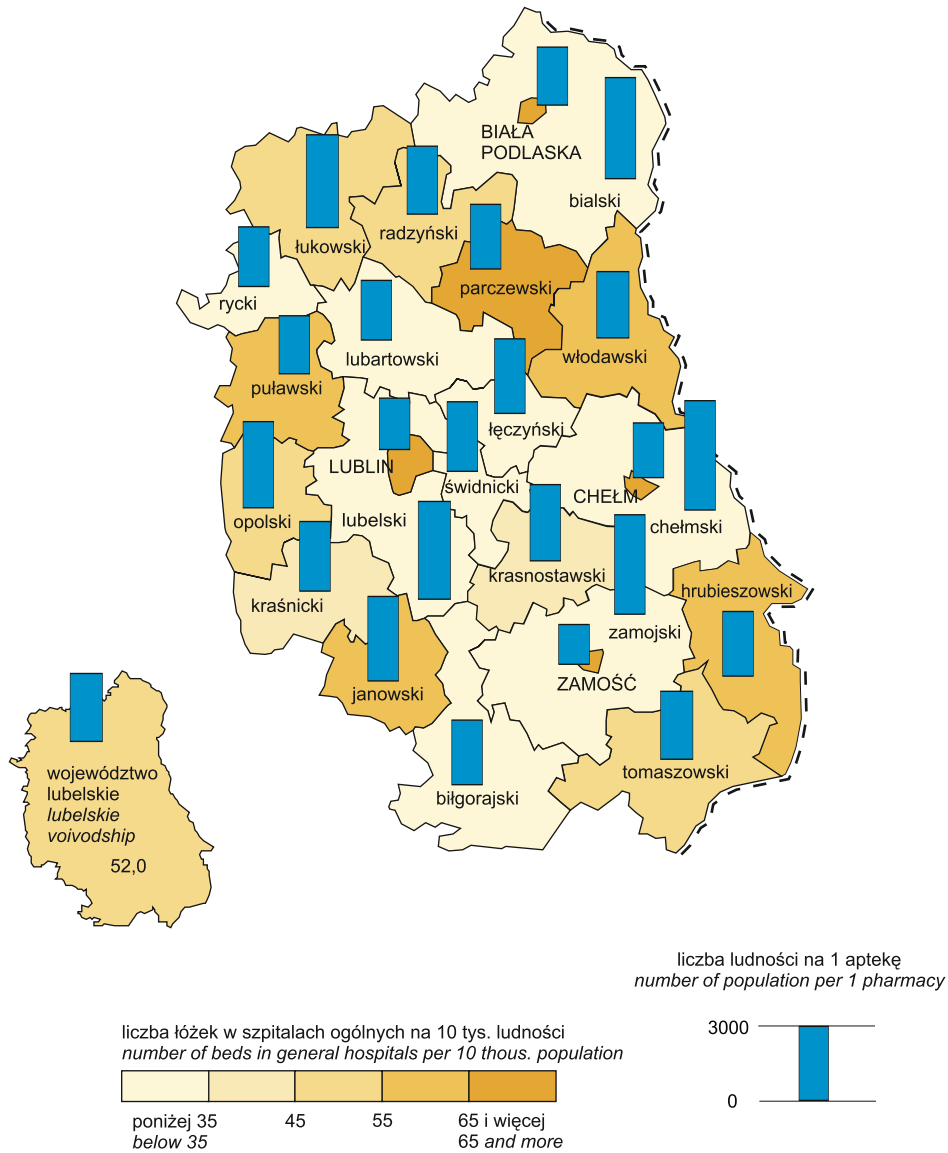 BIAŁA
PODLASKA
bialski
łukowski
radzyński
rycki
parczewski
lubartowski
włodawski
puławski
łęczyński
LUBLIN
świdnicki
CHEŁM
opolski
lubelski
chełmski
krasnostawski
hrubieszowski
kraśnicki
zamojski
ZAMOŚĆ
janowski
tomaszowski
biłgorajski
województwo
lubelskie
lubelskie
voivodship
52,0
liczba ludności na 1 aptekę
number of population per 1 pharmacy
3000
0
liczba łóżek w szpitalach ogólnych na 10 tys. ludności
number of beds in general hospitals per 10 thous. population
poniżej 35 45 55 65 i więcej
below 35 65 and more